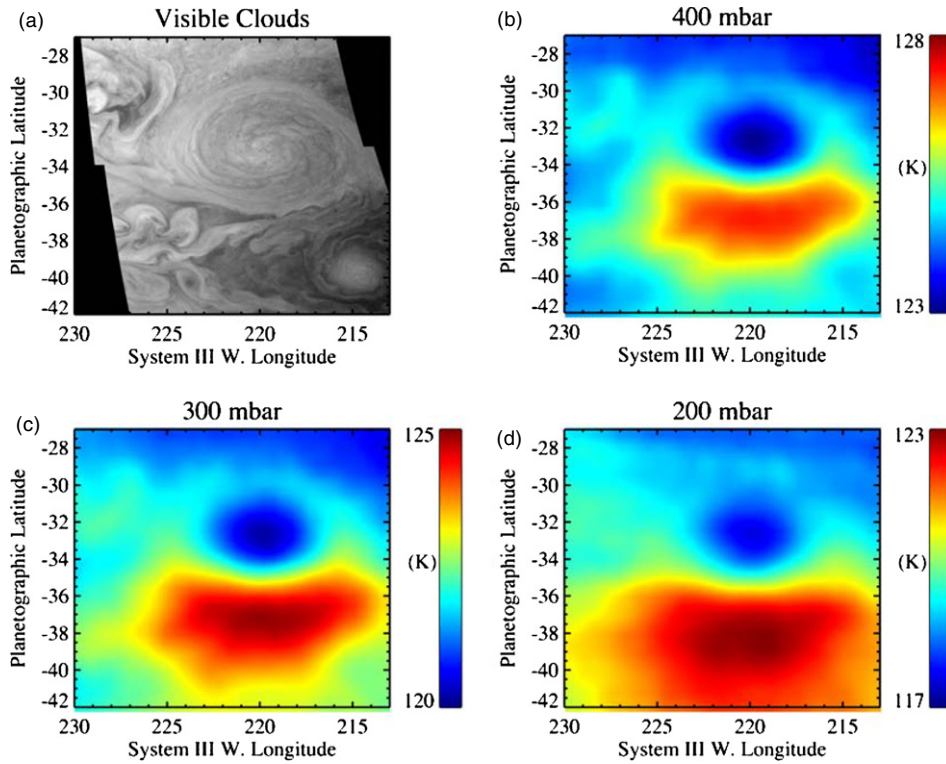 (a)
Visible Clouds
-28
-30
-32
-34
-36
-38
-40
-42
Planetographic Latitude
230 225 220 215
System III W. Longitude
(b)
400 mbar
-28
-30
-32
-34
-36
-38
-40
-42
Planetographic Latitude
230 225 220 215
System III W. Longitude
128
(K)
123
(c)
300 mbar
-28
-30
-32
-34
-36
-38
-40
-42
Planetographic Latitude
230 225 220 215
System III W. Longitude
125
(K)
120
(d)
200 mbar
-28
-30
-32
-34
-36
-38
-40
-42
Planetographic Latitude
230 225 220 215
System III W. Longitude
123
(K)
117